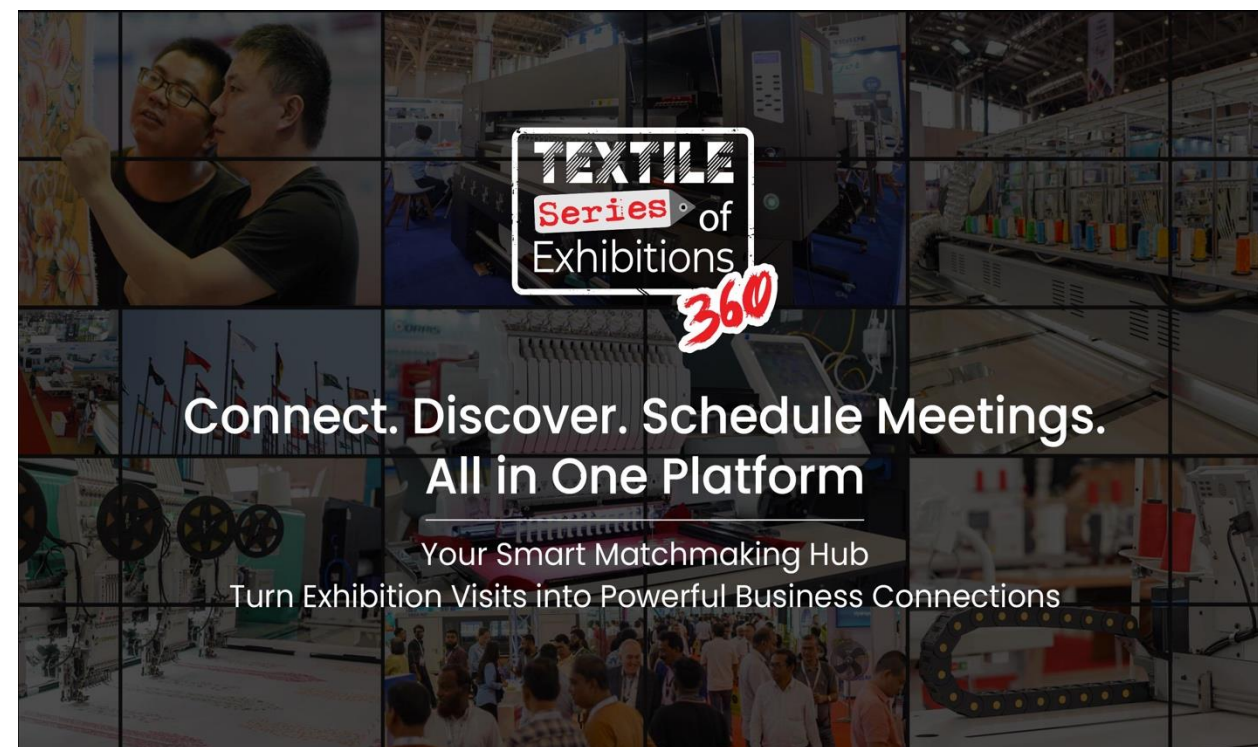 TEXTILE
Series of
Exhibitions
360
Connect. Discover. Schedule Meetings.
All in One Platform
Your Smart Matchmaking Hub
Turn Exhibition Visits into Powerful Business Connections